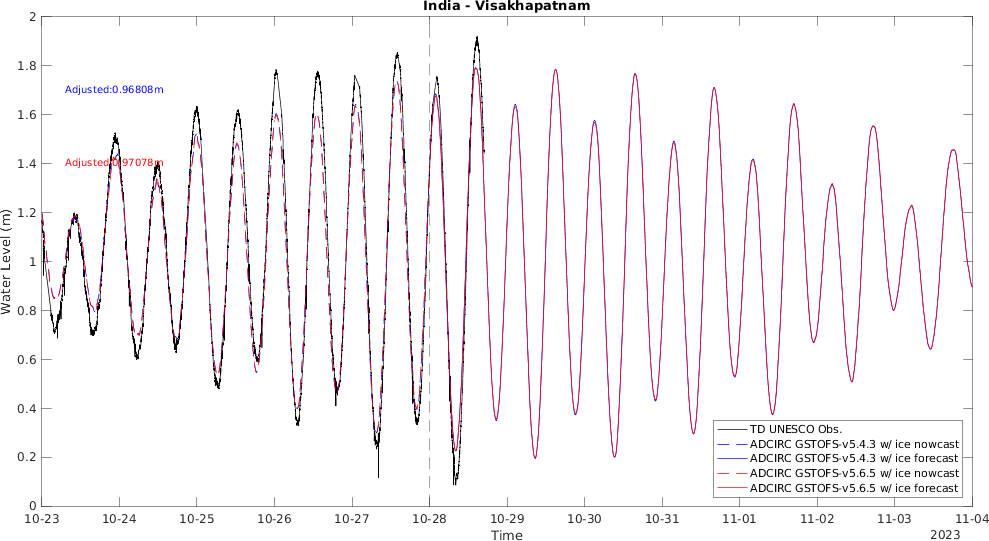 India - Visakhapatnam
Water Level (m)
2
1.8
1.6
1.4
1.2
1
0.8
0.6
0.4
0.2
0
Adjusted:0.96808m
Adjusted:0.97078m
TD UNESCO Obs.
ADCIRC GSTOFS-v5.4.3 w/ ice nowcast
ADCIRC GSTOFS-v5.4.3 w/ ice forecast
ADCIRC GSTOFS-v5.6.5 w/ ice nowcast
ADCIRC GSTOFS-v5.6.5 w/ ice forecast
10-23 10-24 10-25 10-26 10-27 10-28 10-29 10-30 10-31 11-01 11-02 11-03 11-04
Time
2023